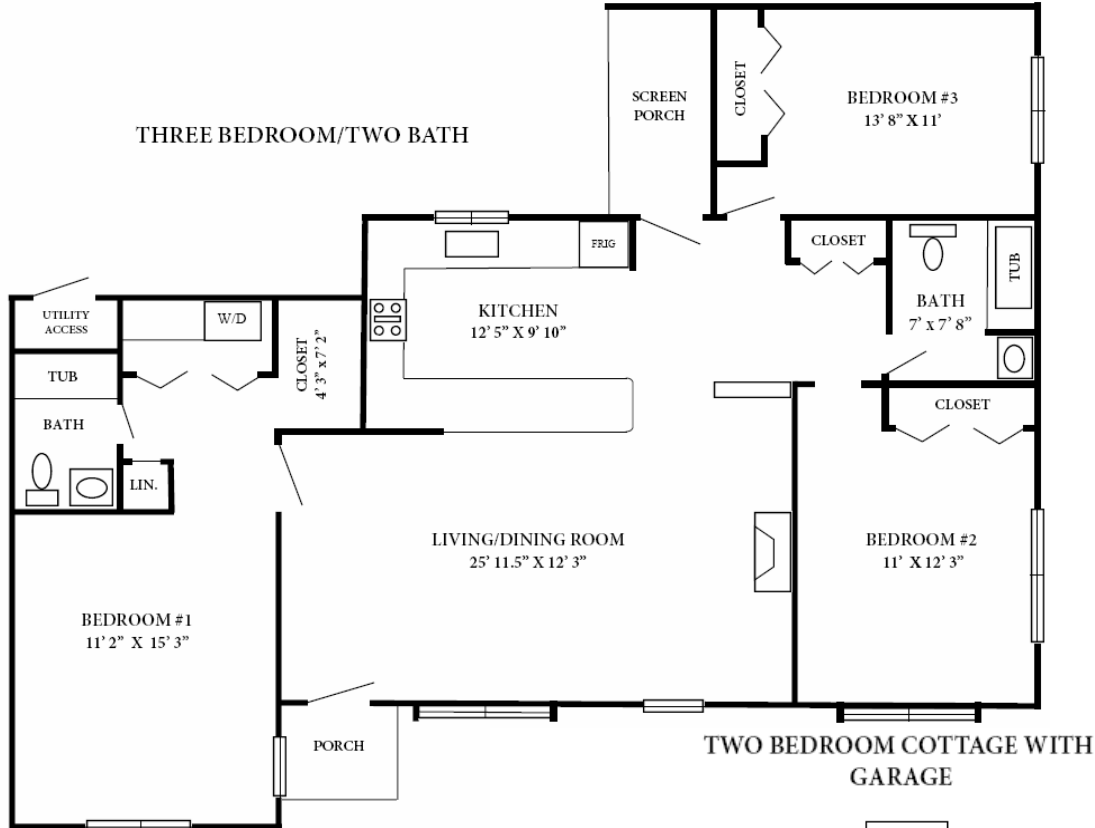 THREE BEDROOM/TWO BATH
SCREEN
PORCH
CLOSET
BEDROOM #3
13' 8" X 11'
FRIG
CLOSET
TUB
BATH
7' x 7' 8"
KITCHEN
12' 5" X 9' 10"
UTILITY
ACCESS
W/D
CLOSET
4' 3" x 7' 2"
TUB
BATH
LIN.
CLOSET
LIVING/DINING ROOM
25' 11.5" X 12' 3"
BEDROOM #2
11' X 12' 3"
BEDROOM #1
11' 2" X 15' 3"
PORCH
TWO BEDROOM COTTAGE WITH
GARAGE